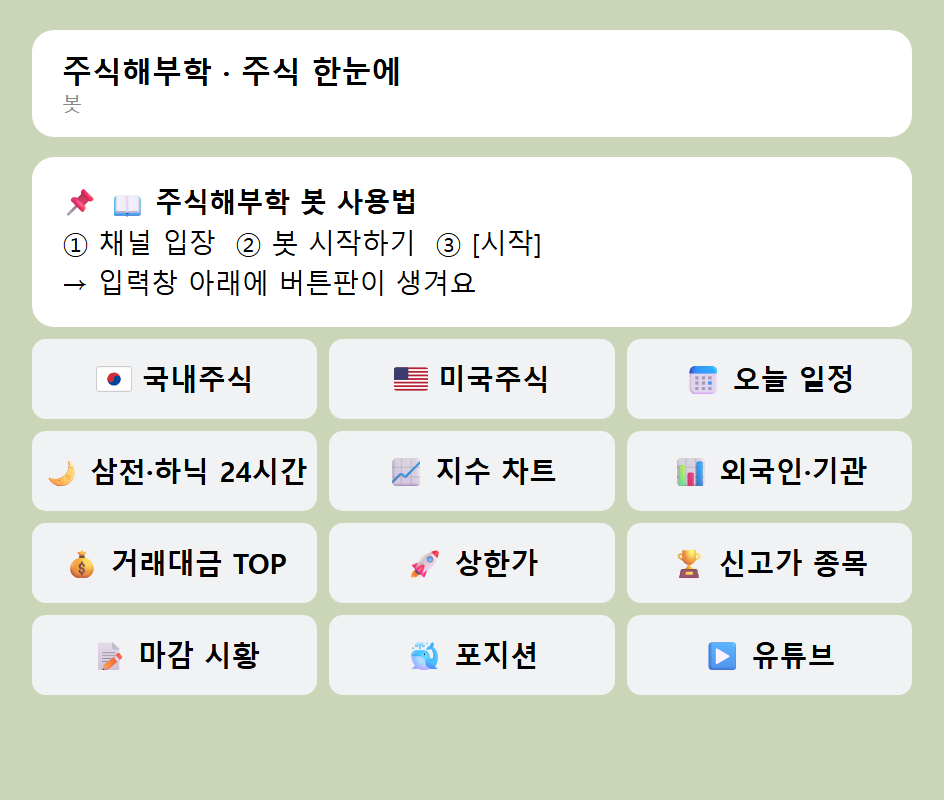 주식해부학 · 주식 한눈에
봇
📌 📖 주식해부학 봇 사용법
① 채널 입장 ② 봇 시작하기 ③ [시작]
→ 입력창 아래에 버튼판이 생겨요
🇰🇷 국내주식
🇺🇸 미국주식
🗓️ 오늘 일정
🌙 삼전·하닉 24시간
📈 지수 차트
📊 외국인·기관
💰 거래대금 TOP
🚀 상한가
🏆 신고가 종목
📝 마감 시황
🐳 포지션
▶️ 유튜브